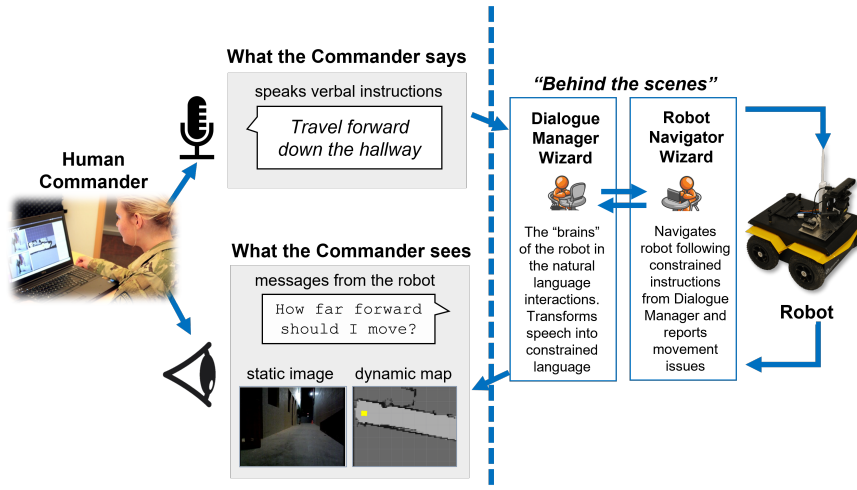 What the Commander says
speaks verbal instructions
Travel forward
down the hallway
Human
Commander
What the Commander sees
messages from the robot
How far forward
should I move?
static image
dynamic map
“Behind the scenes”
Dialogue
Manager
Wizard
The “brains”
of the robot in
the natural
language
interactions.
Transforms
speech into
constrained
language
Robot
Navigator
Wizard
Navigates
robot following
constrained
instructions
from Dialogue
Manager and
reports
movement
issues
Robot